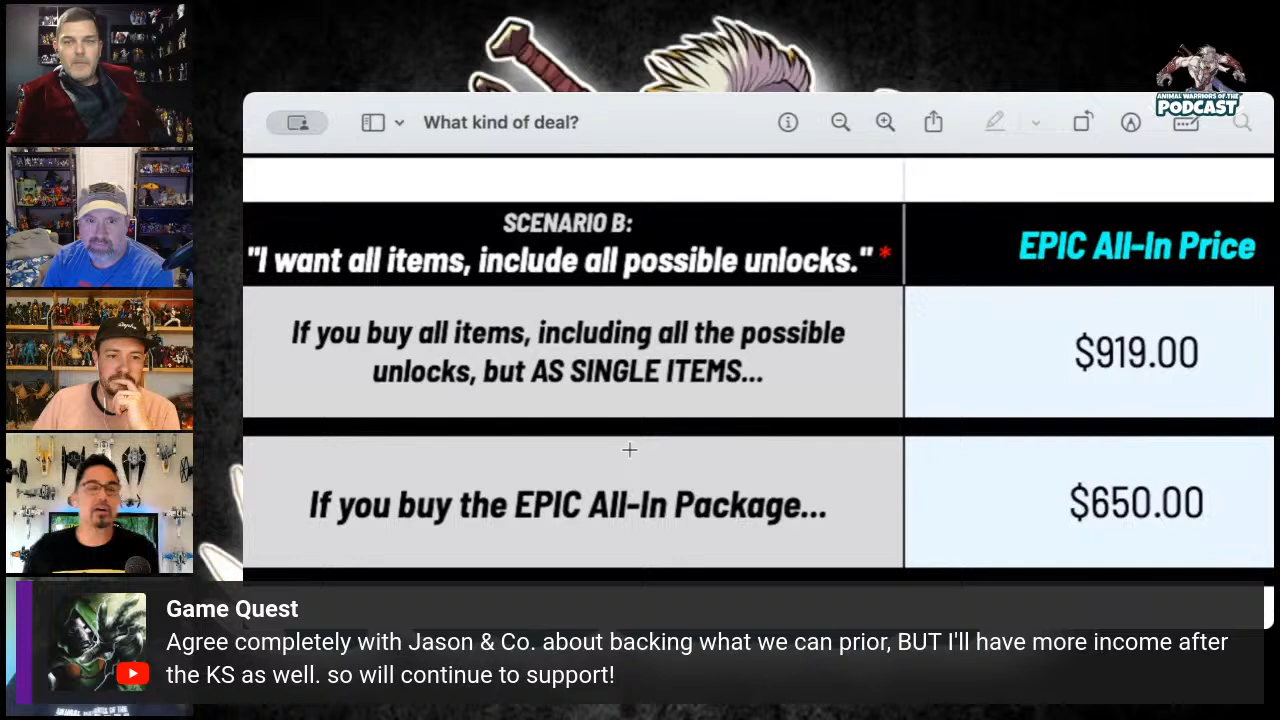 ANIMAL WARRIORS OF THE
PODCAST
What kind of deal?
SCENARIO B:
"I want all items, include all possible unlocks." *
EPIC All-In Price
If you buy all items, including all the possible
unlocks, but AS SINGLE ITEMS...
$919.00
If you buy the EPIC All-In Package...
$650.00
Game Quest
Agree completely with Jason & Co. about backing what we can prior, BUT I'll have more income after
the KS as well. so will continue to support!